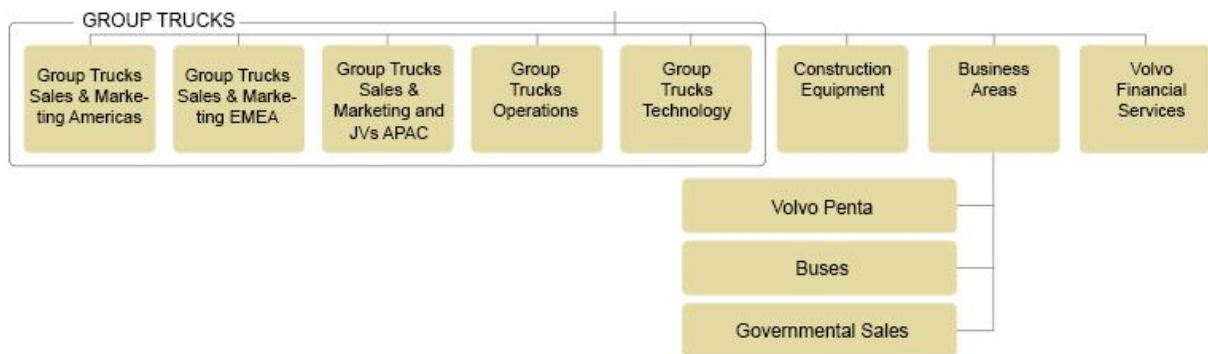 GROUP TRUCKS
Group Trucks
Sales & Marke-
ting Americas
Group Trucks
Sales & Marke-
ting EMEA
Group Trucks
Sales &
Marketing and
JVs APAC
Group
Trucks
Operations
Group
Trucks
Technology
Construction
Equipment
Business
Areas
Volvo
Financial
Services
Volvo Penta
Buses
Governmental Sales